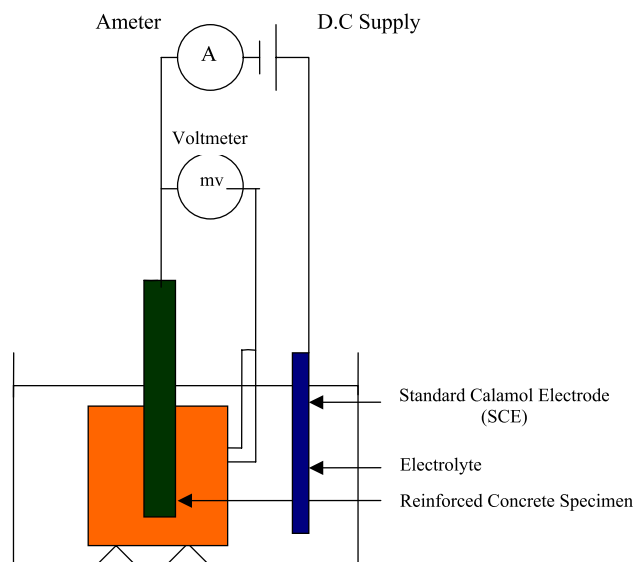 Ameter
D.C Supply
A
Voltmeter
mv
Standard Calamol Electrode
(SCE)
Electrolyte
Reinforced Concrete Specimen